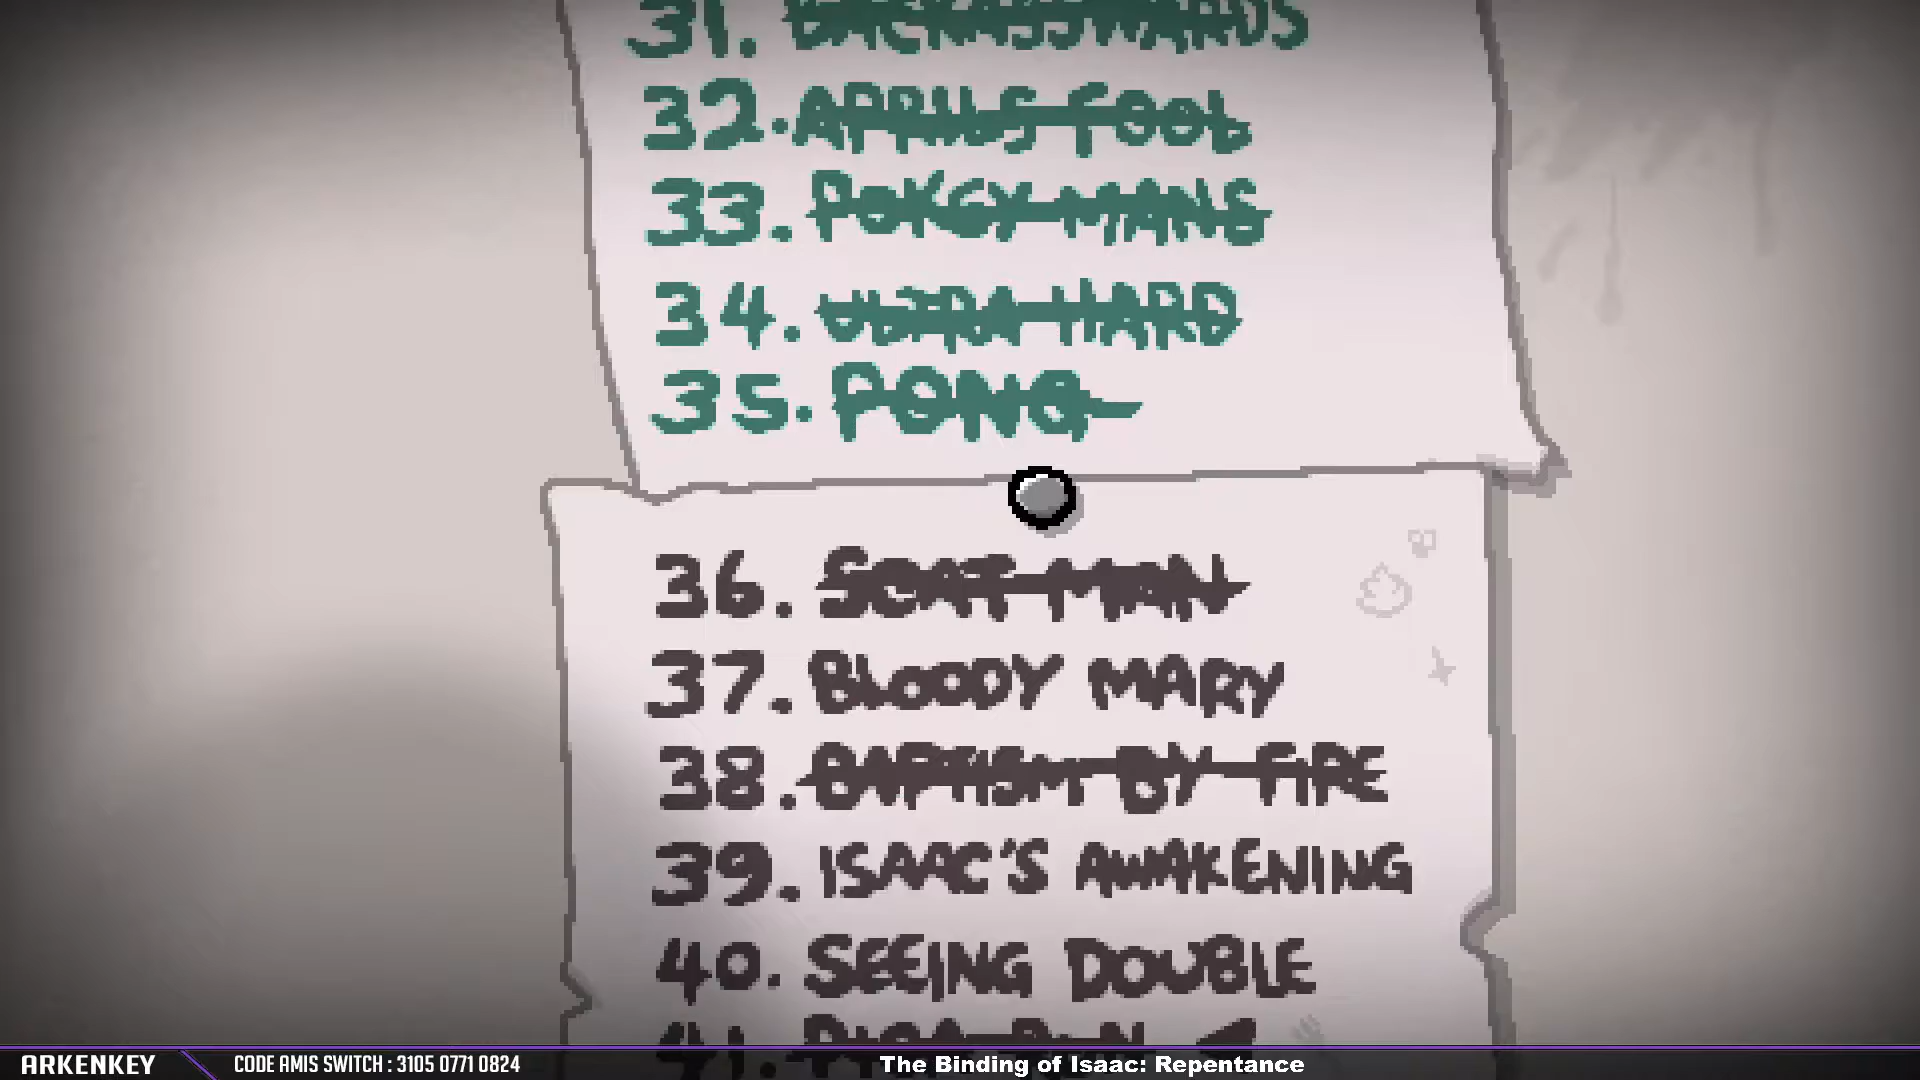 31. BACKASSWARDS
32. APRILS FOOL
33. POKEY MANS
34. ULTRA HARD
35. PONG
36. SCAT MAN
37. BLOODY MARY
38. BAPTISM BY FIRE
39. ISAAC'S AWAKENING
40. SEEING DOUBLE
41.
ARKENKEY CODE AMIS SWITCH : 3105 0771 0824 The Binding of Isaac: Repentance